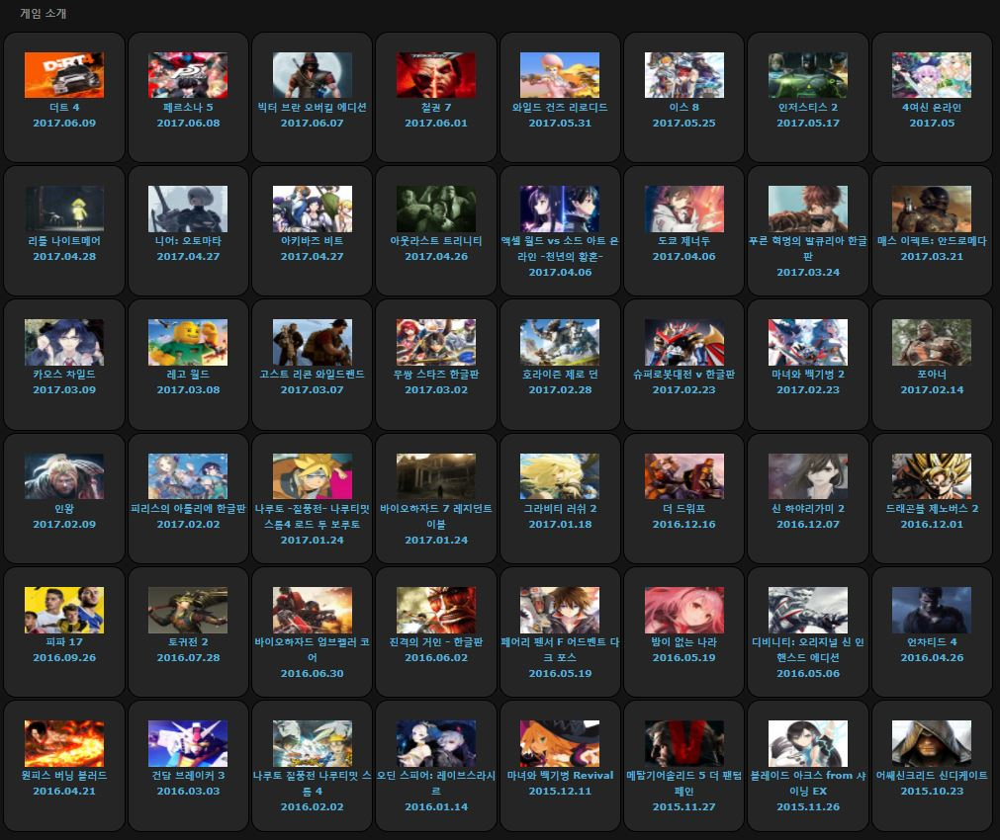 게임 소개
DiRT 4
더트 4
2017.06.09
P5
페르소나 5
2017.06.08
빅터 브란 오버킬 에디션
2017.06.07
철권 7
2017.06.01
와일드 건즈 리로디드
2017.05.31
이스 8
2017.05.25
인저스티스 2
2017.05.17
4여신 온라인
2017.05
리틀 나이트메어
2017.04.28
니어: 오토마타
2017.04.27
아키바즈 비트
2017.04.27
아웃라스트 트리니티
2017.04.26
액셀 월드 vs 소드 아트 온
라인 -천년의 황혼-
2017.04.06
도쿄 제너두
2017.04.06
푸른 혁명의 발큐리아 한글
판
2017.03.24
매스 이펙트: 안드로메다
2017.03.21
카오스 차일드
2017.03.09
레고 월드
2017.03.08
고스트 리콘 와일드랜드
2017.03.07
무쌍 스타즈 한글판
2017.03.02
호라이즌 제로 던
2017.02.28
슈퍼로봇대전 v 한글판
2017.02.23
마녀와 백기병 2
2017.02.23
포아너
2017.02.14
인왕
2017.02.09
피리스의 아틀리에 한글판
2017.02.02
나루토 -질풍전- 나루티밋
스톰4 로드 투 보루토
2017.01.24
바이오하자드 7 레지던트
이블
2017.01.24
그라비티 러쉬 2
2017.01.18
더 드워프
2016.12.16
신 하야리가미 2
2016.12.07
드래곤볼 제노버스 2
2016.12.01
피파 17
2016.09.26
토귀전 2
2016.07.28
바이오하자드 엄브렐러 코
어
2016.06.30
진격의 거인 - 한글판
2016.06.02
페어리 펜서 F 어드벤트 다
크 포스
2016.05.19
밤이 없는 나라
2016.05.19
디비니티: 오리지널 신 인
핸스드 에디션
2016.05.06
언차티드 4
2016.04.26
원피스 버닝 블러드
2016.04.21
건담 브레이커 3
2016.03.03
나루토 질풍전 나루티밋 스
톰 4
2016.02.02
오딘 스피어: 레이브스라시
르
2016.01.14
마녀와 백기병 Revival
2015.12.11
메탈기어솔리드 5 더 팬텀
페인
2015.11.27
블레이드 아크스 from 샤
이닝 EX
2015.11.26
어쌔신크리드 신디케이트
2015.10.23